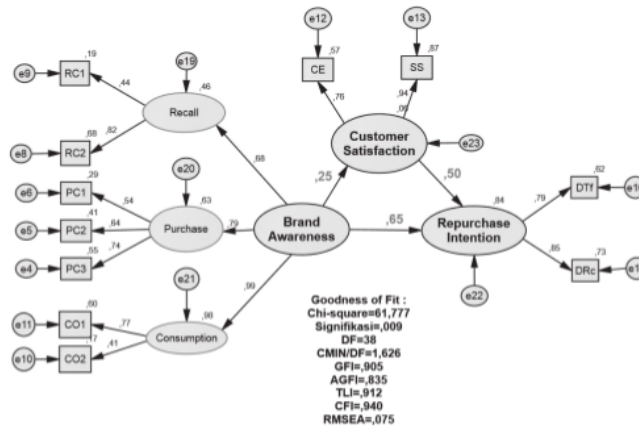 e12
e13
,57
,87
CE
SS
,19
e9
RC1
e19
,44
,46
,76
,94
,06
Recall
Customer
Satisfaction
e23
,68
,82
e8
RC2
,68
e20
,25
,50
,29
e6
PC1
,54
,63
,62
DTf
,79
,84
,41
e5
PC2
,64
Purchase
,79
Brand
Awareness
,65
Repurchase
Intention
,55
,74
e4
PC3
,85
,73
DRc
e21
,99
e22
,60
,98
e11
CO1
,77
Consumption
,17
e10
CO2
,41
Goodness of Fit :
Chi-square=61,777
Signifikasi=,009
DF=38
CMIN/DF=1,626
GFI=,905
AGFI=,835
TLI=,912
CFI=,940
RMSEA=,075